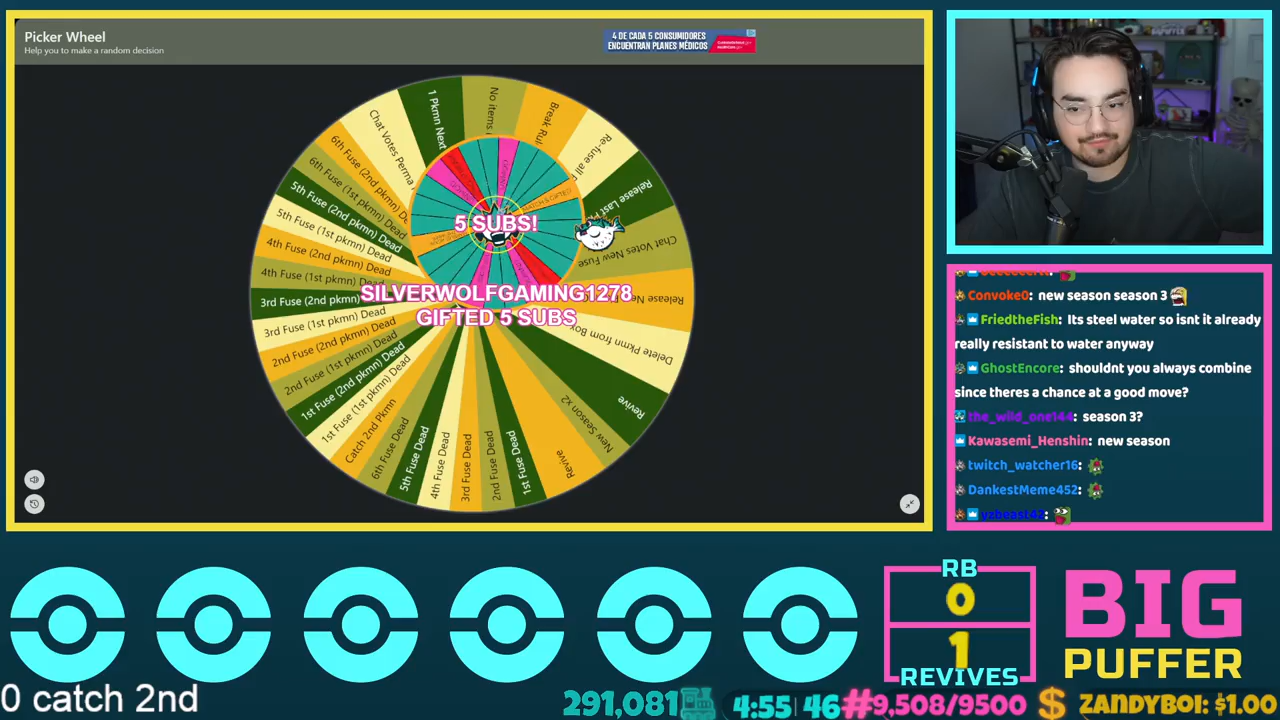 Picker Wheel
Help you to make a random decision
4 DE CADA 5 CONSUMIDORES
ENCUENTRAN PLANES MÉDICOS
1 Pkmn Next
No items
Break Rul
Re-fuse all
Release Last
Chat Votes New Fuse
Release Ne
Delete Pkmn from Box
Revive
New Season x2
Revive
1st Fuse Dead
2nd Fuse Dead
3rd Fuse Dead
4th Fuse Dead
5th Fuse Dead
6th Fuse Dead
Catch 2nd Pkmn
1st Fuse (1st pkmn) Dead
1st Fuse (2nd pkmn) Dead
2nd Fuse (1st pkmn) Dead
2nd Fuse (2nd pkmn) Dead
3rd Fuse (1st pkmn) Dead
3rd Fuse (2nd pkmn)
4th Fuse (1st pkmn) Dead
4th Fuse (2nd pkmn) Dead
5th Fuse (1st pkmn) Dead
5th Fuse (2nd pkmn) Dead
6th Fuse (1st pkmn) De
6th Fuse (2nd pkmn) De
Chat Votes Perma
5 SUBS!
SILVERWOLFGAMING1278
GIFTED 5 SUBS
Convoke0: new season season 3
FriedtheFish: Its steel water so isnt it already
really resistant to water anyway
GhostEncore: shouldnt you always combine
since theres a chance at a good move?
the_wild_one144: season 3?
Kawasemi_Henshin: new season
twitch_watcher16:
DankestMeme452:
yzbeast42:
RB
0
1
REVIVES
BIG
PUFFER
0 catch 2nd
291,081
4:55 46
#9,508/9500
$ ZANDYBOI: $1.00